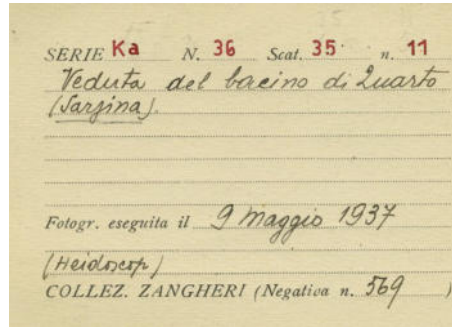 SERIE Ka N. 36 Scat. 35 n. 11
Veduta del bacino di Quarto
(Sarsina).
Fotogr. eseguita il 9 Maggio 1937
(Heidoscop)
COLLEZ. ZANGHERI (Negativa n. 569 )